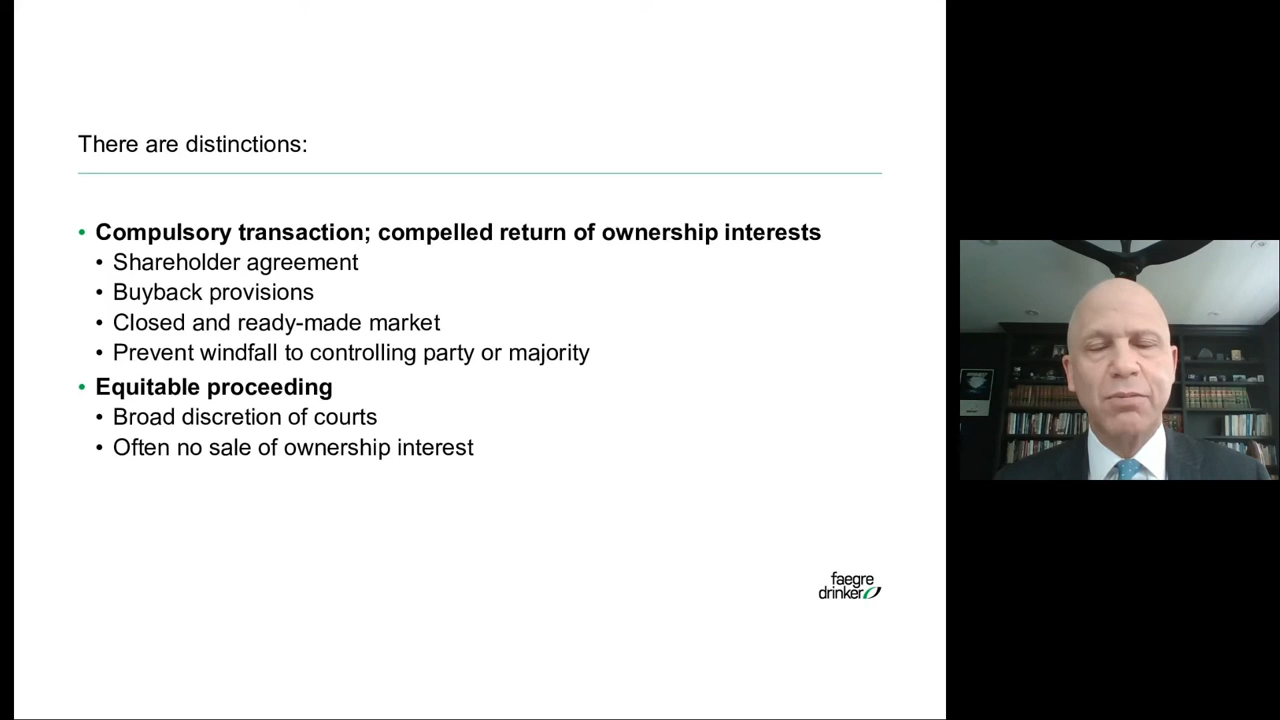 There are distinctions:
• Compulsory transaction; compelled return of ownership interests
• Shareholder agreement
• Buyback provisions
• Closed and ready-made market
• Prevent windfall to controlling party or majority
• Equitable proceeding
• Broad discretion of courts
• Often no sale of ownership interest
faegre
drinker